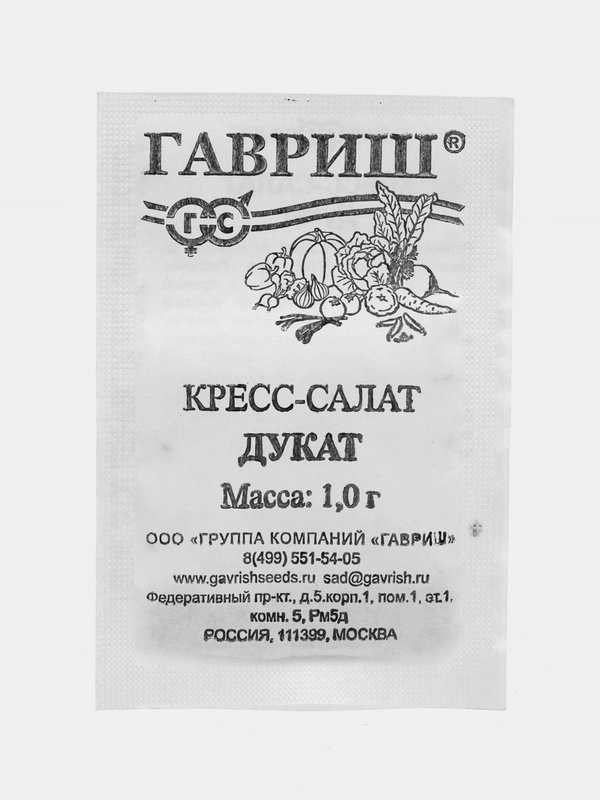 ГАВРИШ®
ГС
КРЕСС-САЛАТ
ДУКАТ
Масса: 1,0 г
ООО «ГРУППА КОМПАНИЙ «ГАВРИШ»
8(499) 551-54-05
www.gavrishseeds.ru sad@gavrish.ru
Федеративный пр-кт., д.5.корп.1, пом.1, эт.1,
комн. 5, Рм5д
РОССИЯ, 111399, МОСКВА